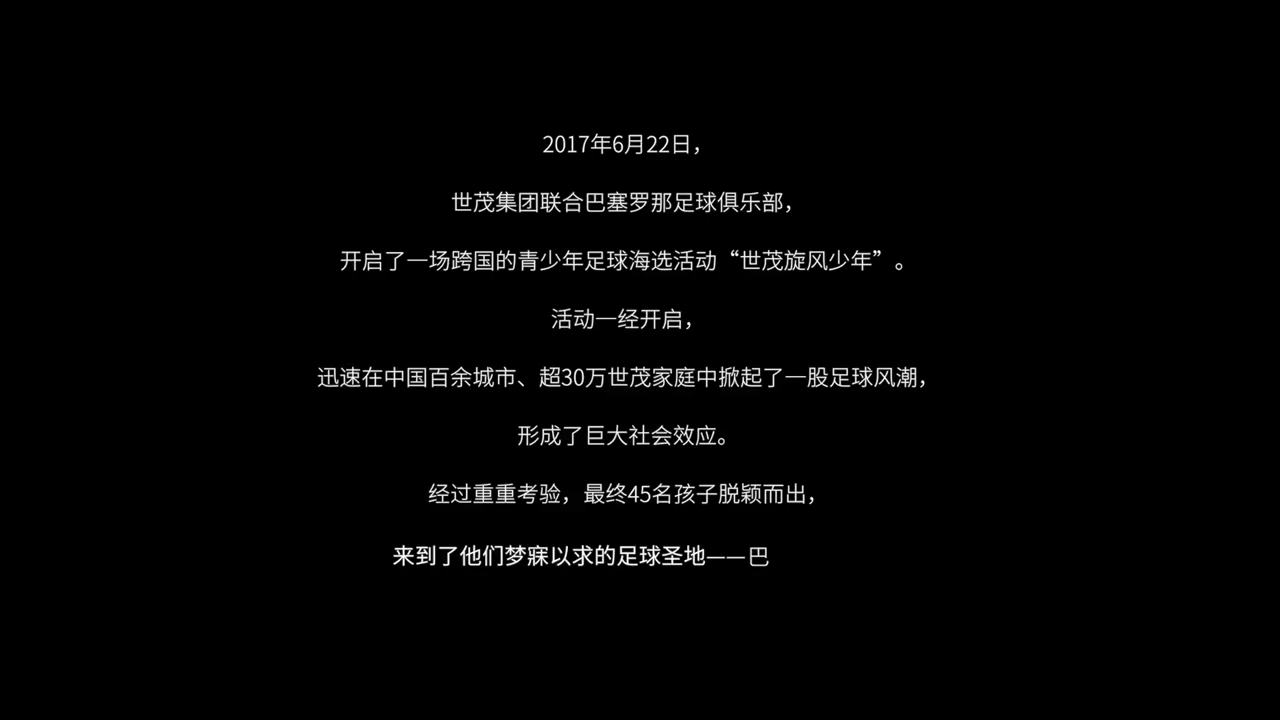 2017年6月22日，
世茂集团联合巴塞罗那足球俱乐部，
开启了一场跨国的青少年足球海选活动“世茂旋风少年”。
活动一经开启，
迅速在中国百余城市、超30万世茂家庭中掀起了一股足球风潮，
形成了巨大社会效应。
经过重重考验，最终45名孩子脱颖而出，
来到了他们梦寐以求的足球圣地——巴